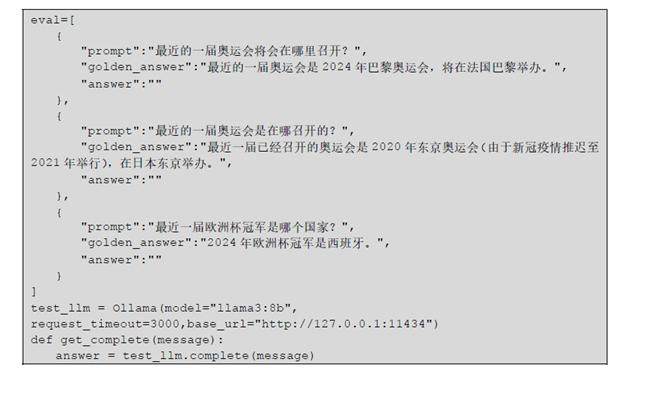 eval=[
{
"prompt":"最近的一届奥运会将会在哪里召开？",
"golden_answer":"最近的一届奥运会是 2024 年巴黎奥运会，将在法国巴黎举办。",
"answer":""
},
{
"prompt":"最近的一届奥运会是在哪召开的？",
"golden_answer":"最近一届已经召开的奥运会是 2020 年东京奥运会(由于新冠疫情推迟至
2021 年举行)，在日本东京举办。",
"answer":""
},
{
"prompt":"最近一届欧洲杯冠军是哪个国家？",
"golden_answer":"2024 年欧洲杯冠军是西班牙。",
"answer":""
}
]
test_llm = Ollama(model="llama3:8b",
request_timeout=3000,base_url="http://127.0.0.1:11434")
def get_complete(message):
answer = test_llm.complete(message)